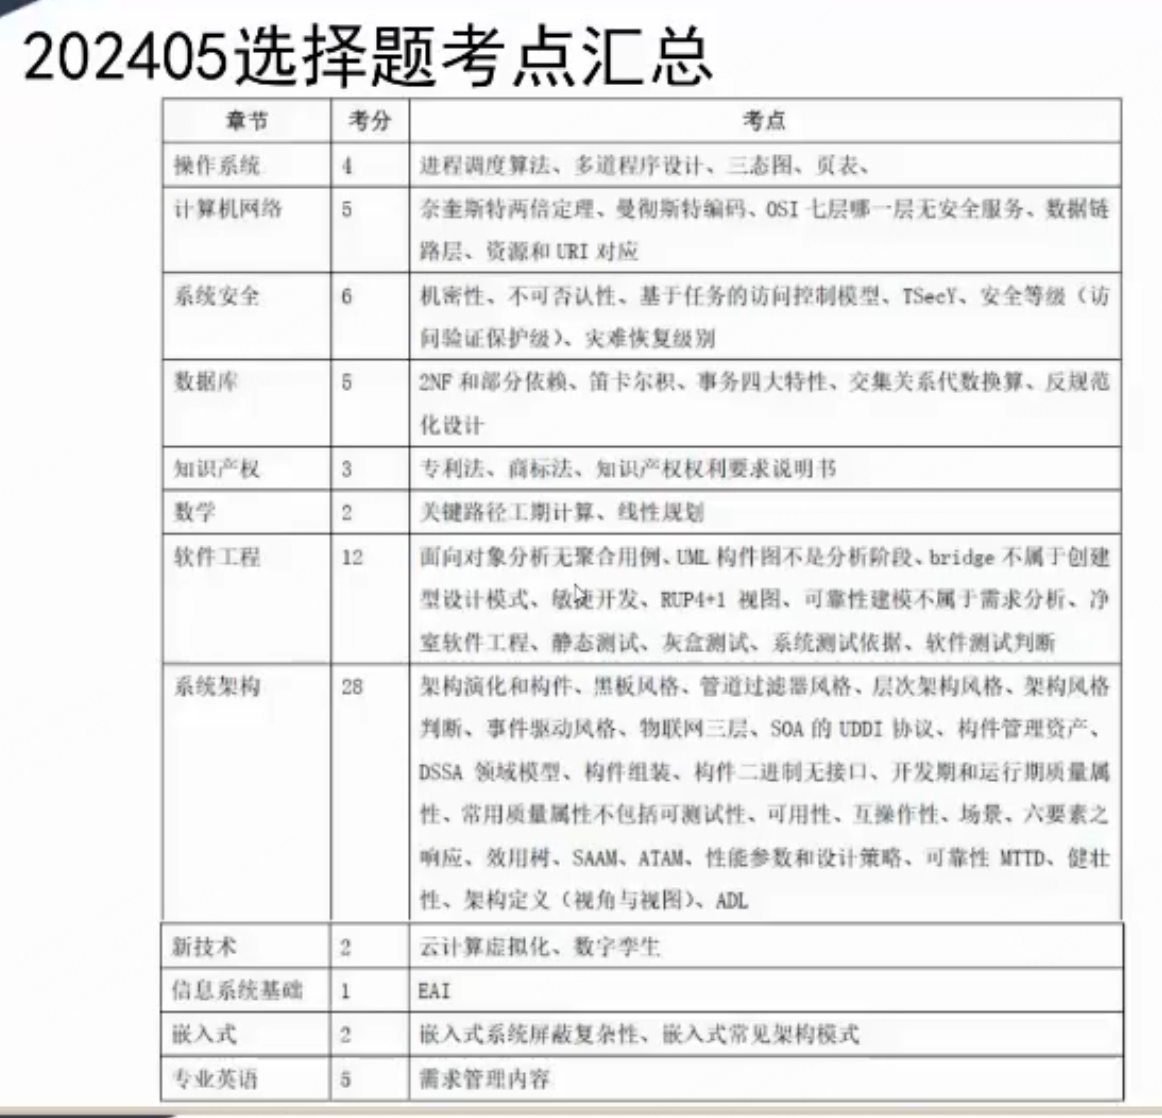 202405选择题考点汇总
章节 考分 考点
操作系统 4 进程调度算法、多道程序设计、三态图、页表、
计算机网络 5 奈奎斯特两倍定理、曼彻斯特编码、OSI 七层哪一层无安全服务、数据链
路层、资源和 URI 对应
系统安全 6 机密性、不可否认性、基于任务的访问控制模型、TSecY、安全等级（访
问验证保护级）、灾难恢复级别
数据库 5 2NF 和部分依赖、笛卡尔积、事务四大特性、交集关系代数换算、反规范
化设计
知识产权 3 专利法、商标法、知识产权权利要求说明书
数学 2 关键路径工期计算、线性规划
软件工程 12 面向对象分析无聚合用例、UML 构件图不是分析阶段、bridge 不属于创建
型设计模式、敏捷开发、RUP4+1 视图、可靠性建模不属于需求分析、净
室软件工程、静态测试、灰盒测试、系统测试依据、软件测试判断
系统架构 28 架构演化和构件、黑板风格、管道过滤器风格、层次架构风格、架构风格
判断、事件驱动风格、物联网三层、SOA 的 UDDI 协议、构件管理资产、
DSSA 领域模型、构件组装、构件二进制无接口、开发期和运行期质量属
性、常用质量属性不包括可测试性、可用性、互操作性、场景、六要素之
响应、效用树、SAAM、ATAM、性能参数和设计策略、可靠性 MTTD、健壮
性、架构定义（视角与视图）、ADL
新技术 2 云计算虚拟化、数字孪生
信息系统基础 1 EAI
嵌入式 2 嵌入式系统屏蔽复杂性、嵌入式常见架构模式
专业英语 5 需求管理内容